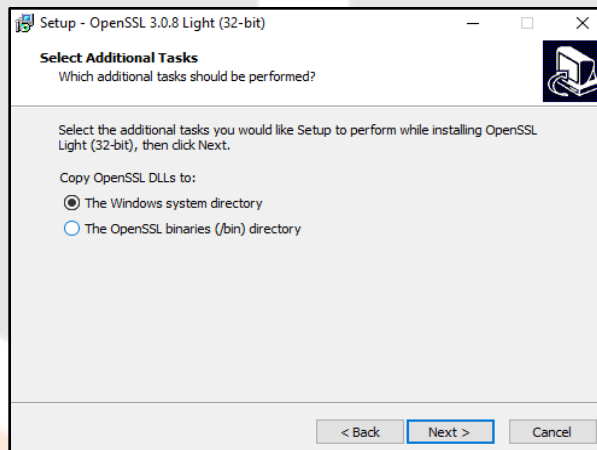 Setup - OpenSSL 3.0.8 Light (32-bit)
Select Additional Tasks
Which additional tasks should be performed?
Select the additional tasks you would like Setup to perform while installing OpenSSL
Light (32-bit), then click Next.
Copy OpenSSL DLLs to:
The Windows system directory
The OpenSSL binaries (/bin) directory
< Back Next > Cancel